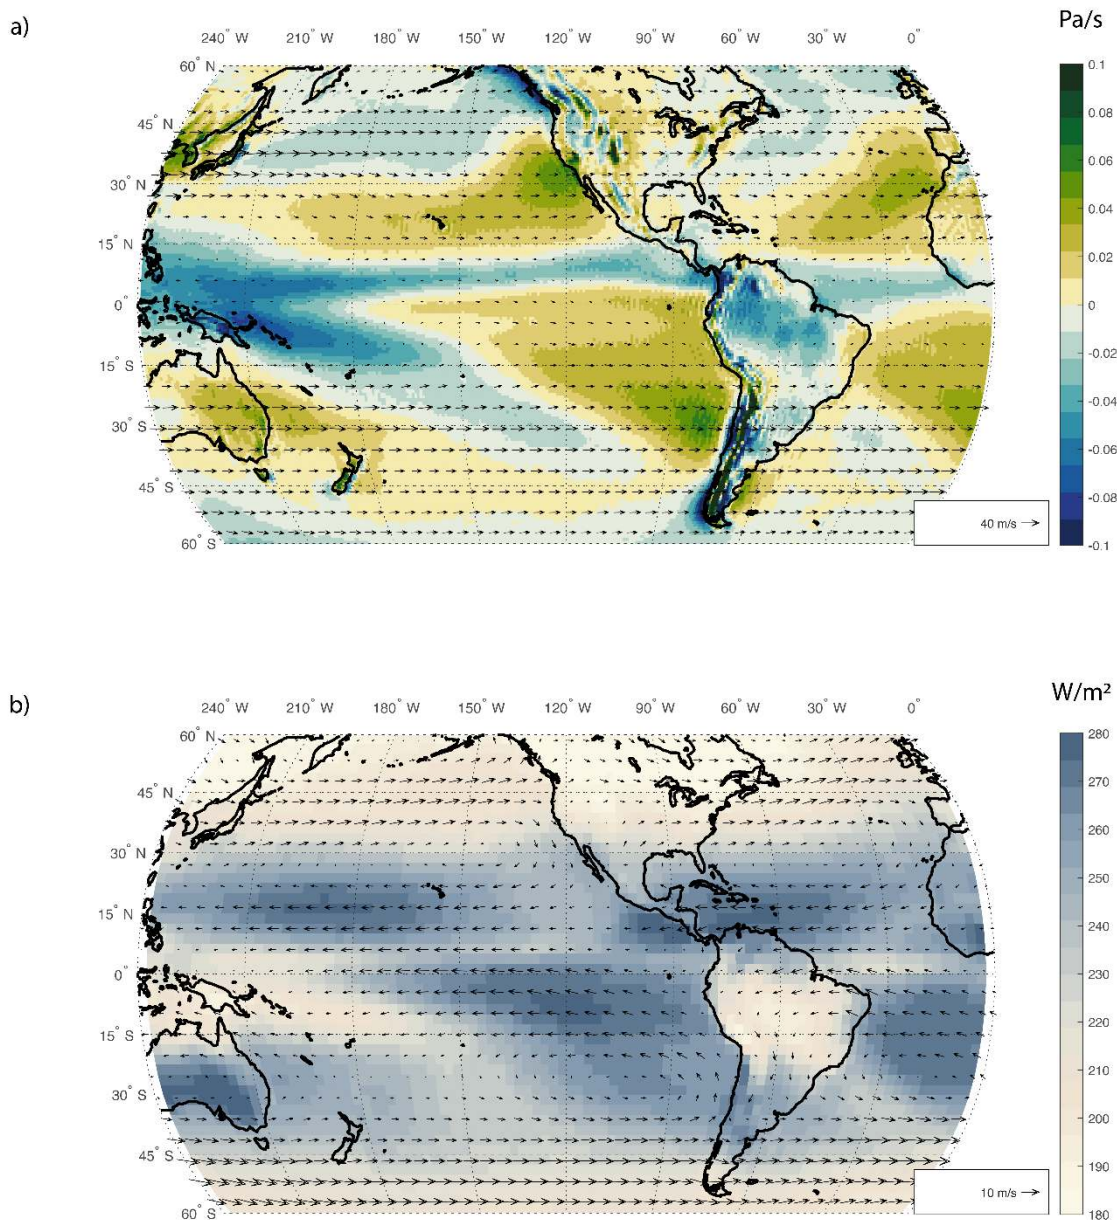 a)
Pa/s
240° W 210° W 180° W 150° W 120° W 90° W 60° W 30° W 0°
60° N
45° N
30° N
15° N
0°
15° S
30° S
45° S
60° S
0.1
0.08
0.06
0.04
0.02
0
-0.02
-0.04
-0.06
-0.08
-0.1
40 m/s
b)
W/m²
240° W 210° W 180° W 150° W 120° W 90° W 60° W 30° W 0°
60° N
45° N
30° N
15° N
0°
15° S
30° S
45° S
60° S
280
270
260
250
240
230
220
210
200
190
180
10 m/s